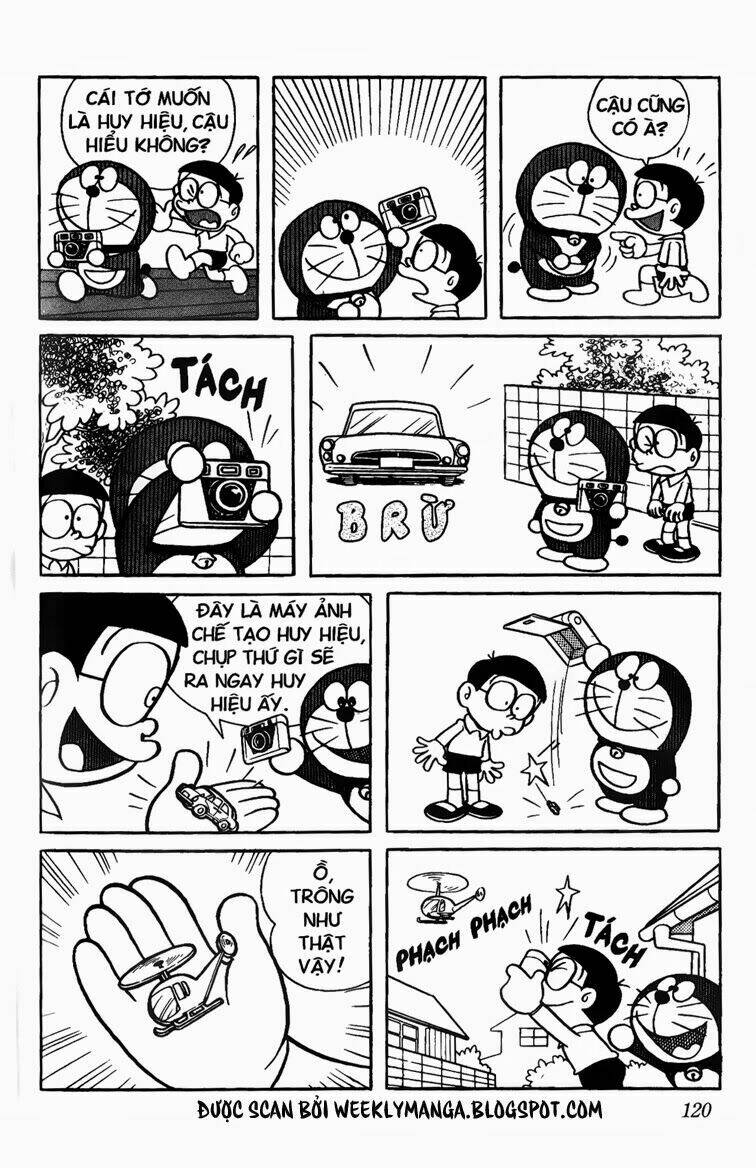 CÁI TỚ MUỐN
LÀ HUY HIỆU, CẬU
HIỂU KHÔNG?
CẬU CŨNG
CÓ À?
TÁCH
BRỪ
ĐÂY LÀ MÁY ẢNH
CHẾ TẠO HUY HIỆU,
CHỤP THỨ GÌ SẼ
RA NGAY HUY
HIỆU ẤY.
Ồ,
TRÔNG
NHƯ
THẬT
VẬY!
PHẠCH PHẠCH
TÁCH
ĐƯỢC SCAN BỞI WEEKLYMANGA.BLOGSPOT.COM
120